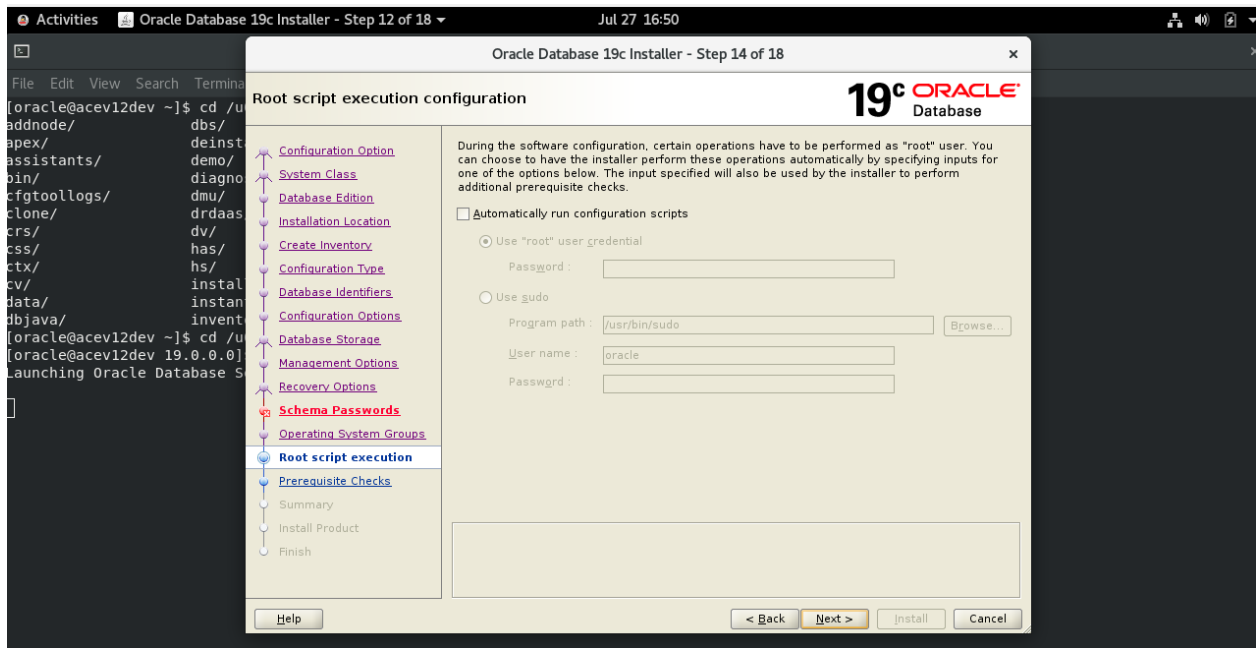 Activities Oracle Database 19c Installer - Step 12 of 18 Jul 27 16:50
Oracle Database 19c Installer - Step 14 of 18
File Edit View Search Termina
[oracle@acev12dev ~]$ cd /u
addnode/ dbs/
apex/ deinst
assistants/ demo/
bin/ diagno
cfgtoollogs/ dmu/
clone/ drdaas
crs/ dv/
css/ has/
ctx/ hs/
cv/ instal
data/ instan
dbjava/ invent
[oracle@acev12dev ~]$ cd /u
[oracle@acev12dev 19.0.0.0]
Launching Oracle Database S
Root script execution configuration
19c ORACLE
Database
Configuration Option
System Class
Database Edition
Installation Location
Create Inventory
Configuration Type
Database Identifiers
Configuration Options
Database Storage
Management Options
Recovery Options
Schema Passwords
Operating System Groups
Root script execution
Prerequisite Checks
Summary
Install Product
Finish
During the software configuration, certain operations have to be performed as "root" user. You
can choose to have the installer perform these operations automatically by specifying inputs for
one of the options below. The input specified will also be used by the installer to perform
additional prerequisite checks.
Automatically run configuration scripts
Use "root" user credential
Password :
Use sudo
Program path : /usr/bin/sudo Browse...
User name : oracle
Password :
Help < Back Next > Install Cancel